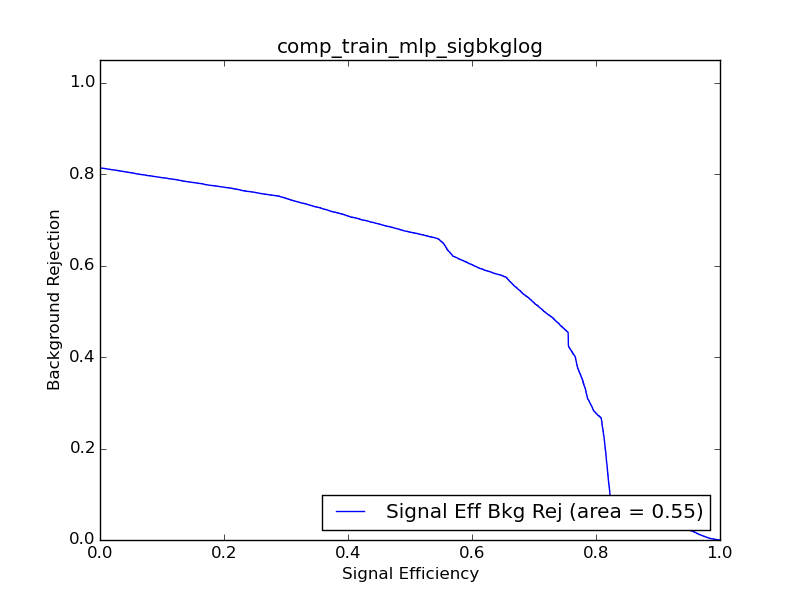 comp_train_mlp_sigbkglog
1.0
0.8
0.6
0.4
0.2
0.0
Background Rejection
Signal Eff Bkg Rej (area = 0.55)
0.0 0.2 0.4 0.6 0.8 1.0
Signal Efficiency